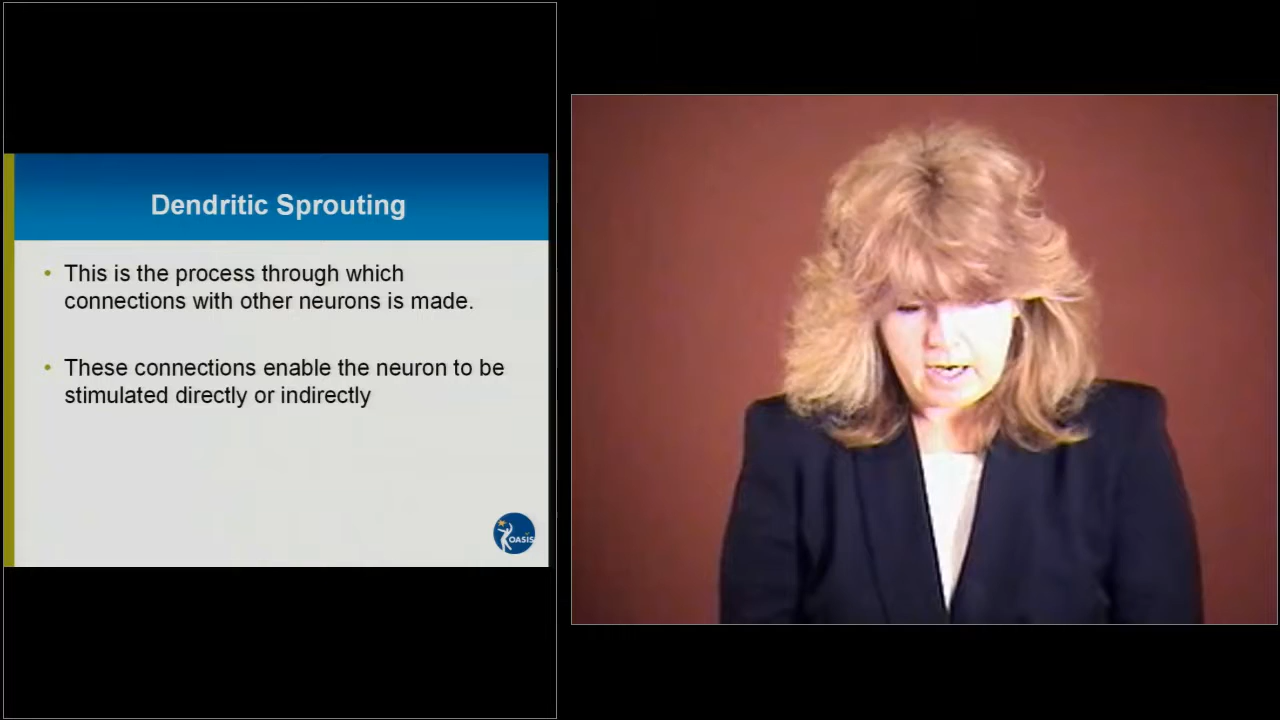 Dendritic Sprouting
• This is the process through which
connections with other neurons is made.
• These connections enable the neuron to be
stimulated directly or indirectly
OASIS